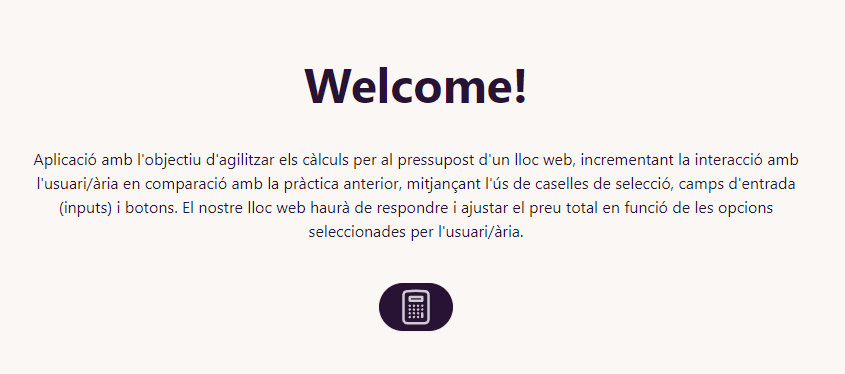 Welcome!
Aplicació amb l'objectiu d'agilitzar els càlculs per al pressupost d'un lloc web, incrementant la interacció amb
l'usuari/ària en comparació amb la pràctica anterior, mitjançant l'ús de caselles de selecció, camps d'entrada
(inputs) i botons. El nostre lloc web haurà de respondre i ajustar el preu total en funció de les opcions
seleccionades per l'usuari/ària.